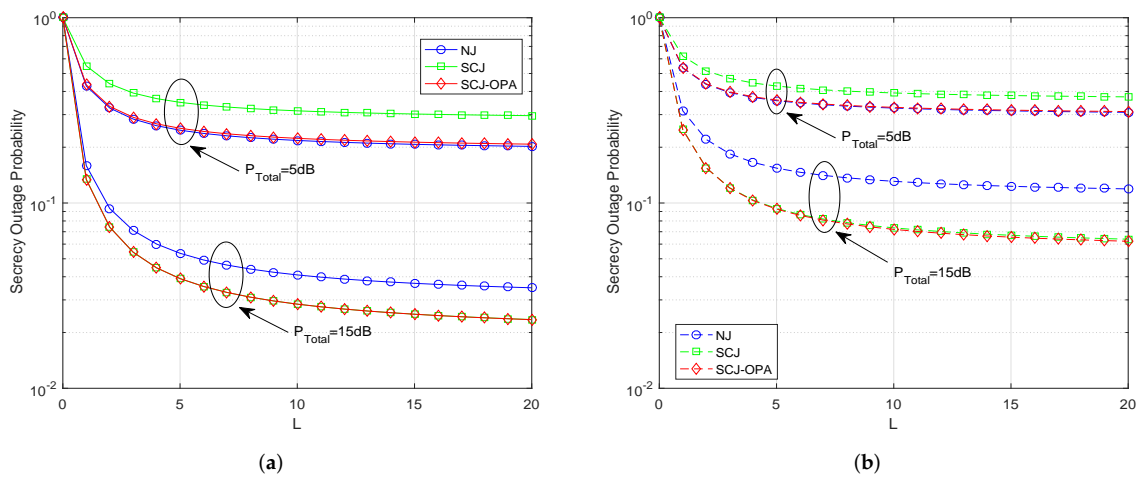 10^0
10^-1
10^-2
Secrecy Outage Probability
NJ
SCJ
SCJ-OPA
P_Total=5dB
P_Total=15dB
0 5 10 15 20
L
(a)
10^0
10^-1
10^-2
Secrecy Outage Probability
P_Total=5dB
P_Total=15dB
NJ
SCJ
SCJ-OPA
0 5 10 15 20
L
(b)